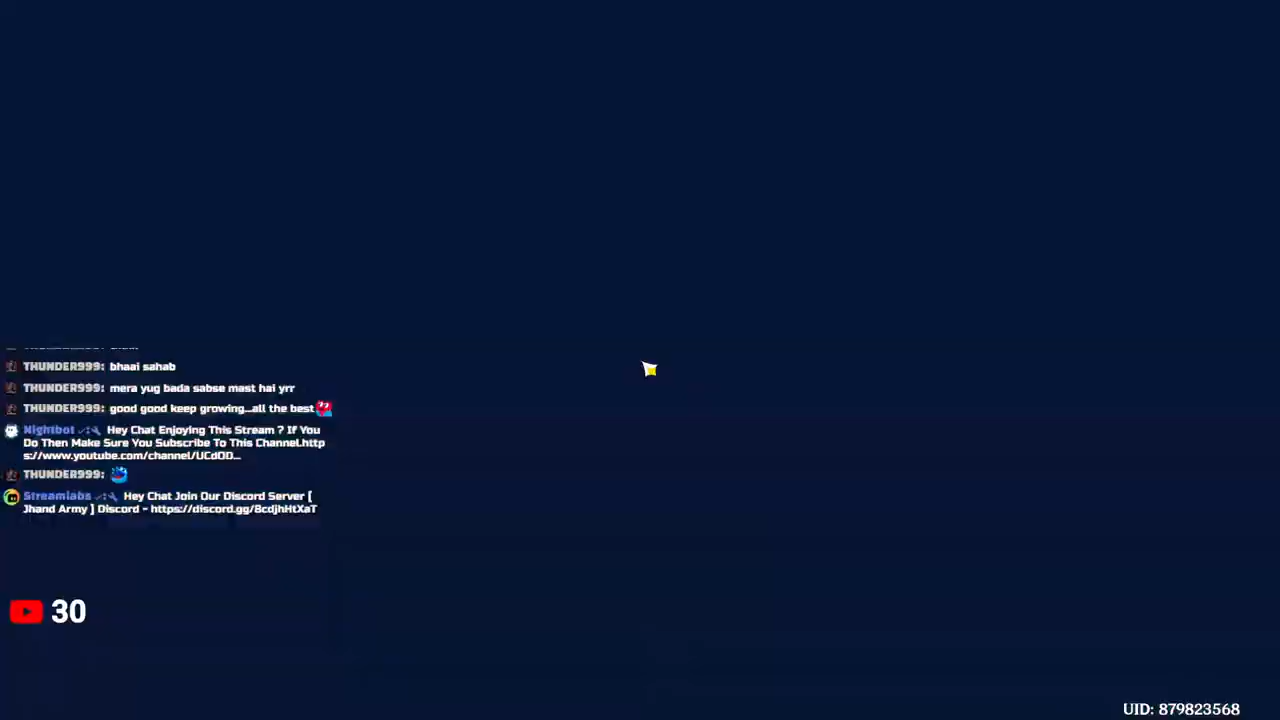 THUNDER999: bhaai sahab
THUNDER999: mera yug bada sabse mast hai yrr
THUNDER999: good good keep growing...all the best
Nightbot Hey Chat Enjoying This Stream ? If You
Do Then Make Sure You Subscribe To This Channel.http
s://www.youtube.com/channel/UCdOD...
THUNDER999:
Streamlabs Hey Chat Join Our Discord Server [
Jhand Army ] Discord - https://discord.gg/8cdjhHtXaT
30
UID: 879823568